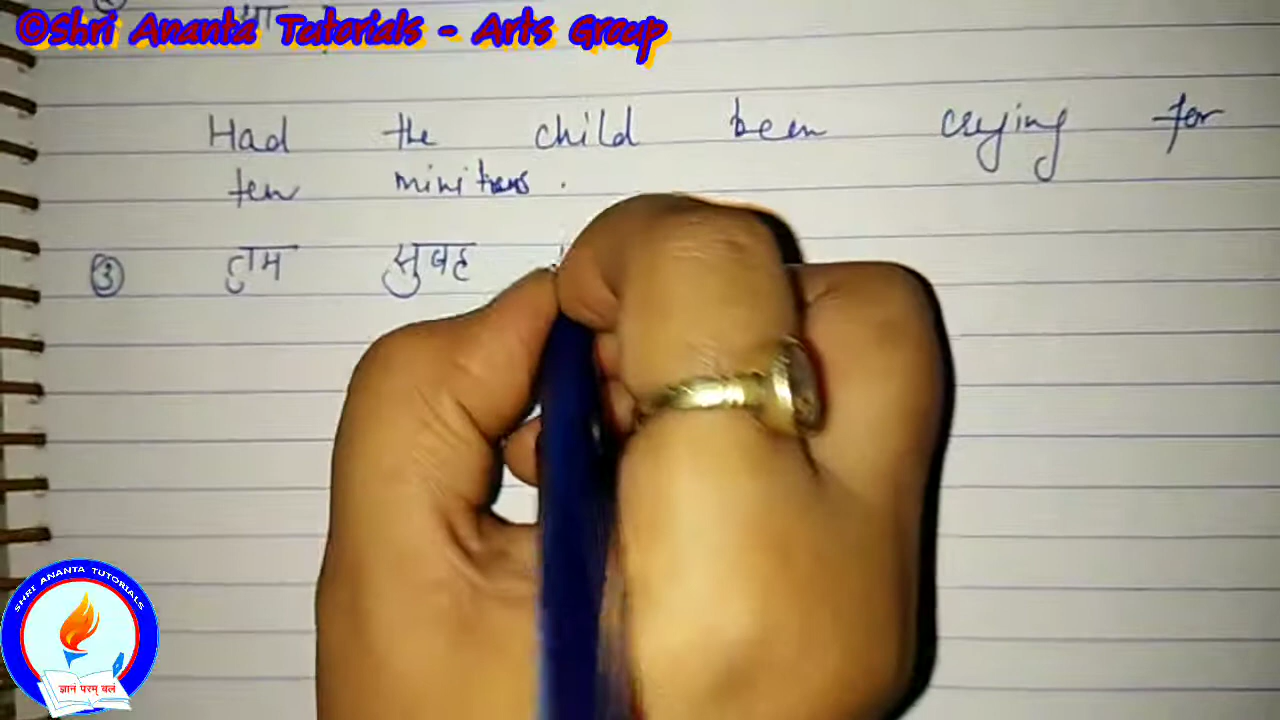 ©Shri Ananta Tutorials - Arts Group
Had the child been crying for
ten
③ तुम सुबह
SHRI ANANTA TUTORIALS
ज्ञानं परम् बलं